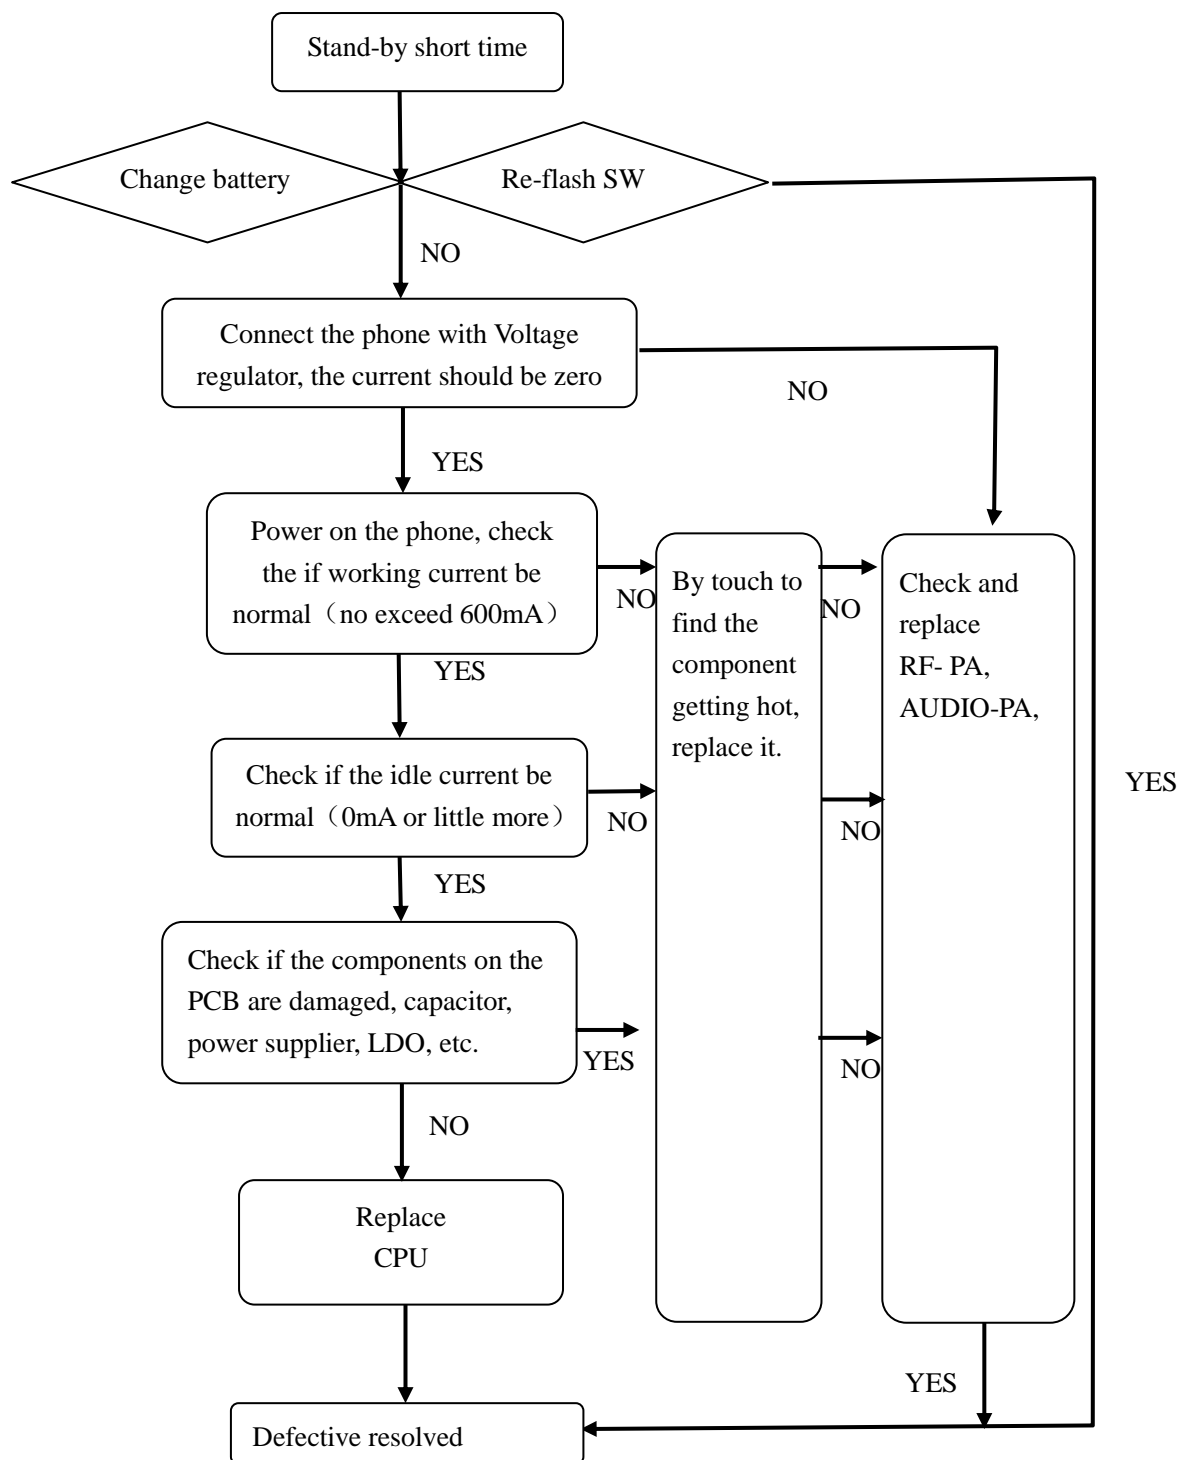 Stand-by short time
Change battery
Re-flash SW
NO
Connect the phone with Voltage
regulator, the current should be zero
NO
YES
Power on the phone, check
the if working current be
normal（no exceed 600mA）
NO
By touch to
find the
component
getting hot,
replace it.
NO
Check and
replace
RF- PA,
AUDIO-PA,
YES
YES
Check if the idle current be
normal（0mA or little more）
NO
NO
YES
Check if the components on the
PCB are damaged, capacitor,
power supplier, LDO, etc.
YES
NO
NO
Replace
CPU
YES
Defective resolved